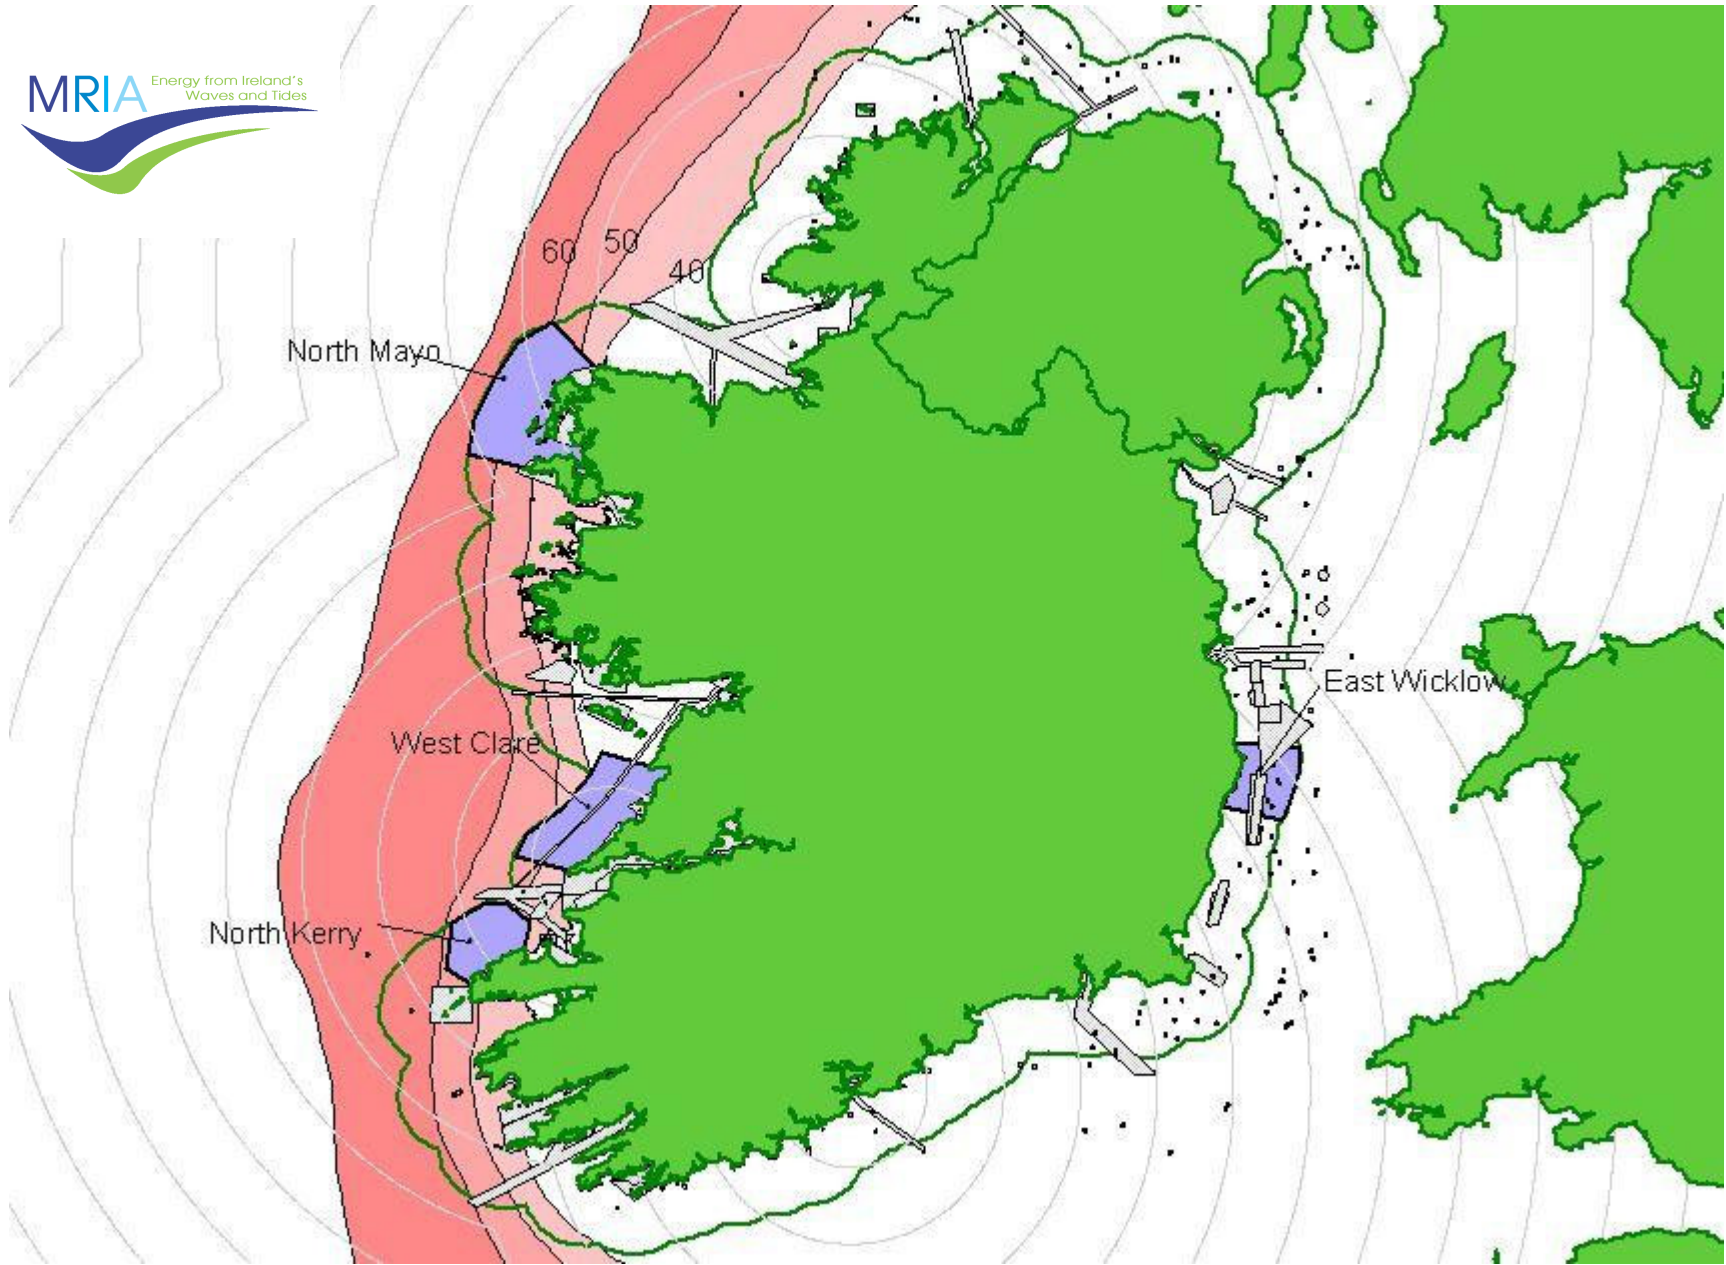 MRIA
Energy from Ireland's
Waves and Tides
60
50
40
North Mayo
East Wicklow
West Clare
North Kerry